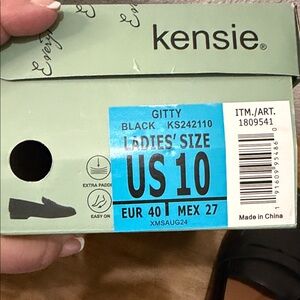 kensie®
GITTY
BLACK KS242110
LADIES' SIZE
US 10
EUR 40 MEX 27
XMSAUG24
EXTRA PADDED
EASY ON
ITM./ART.
1809541
Made in China